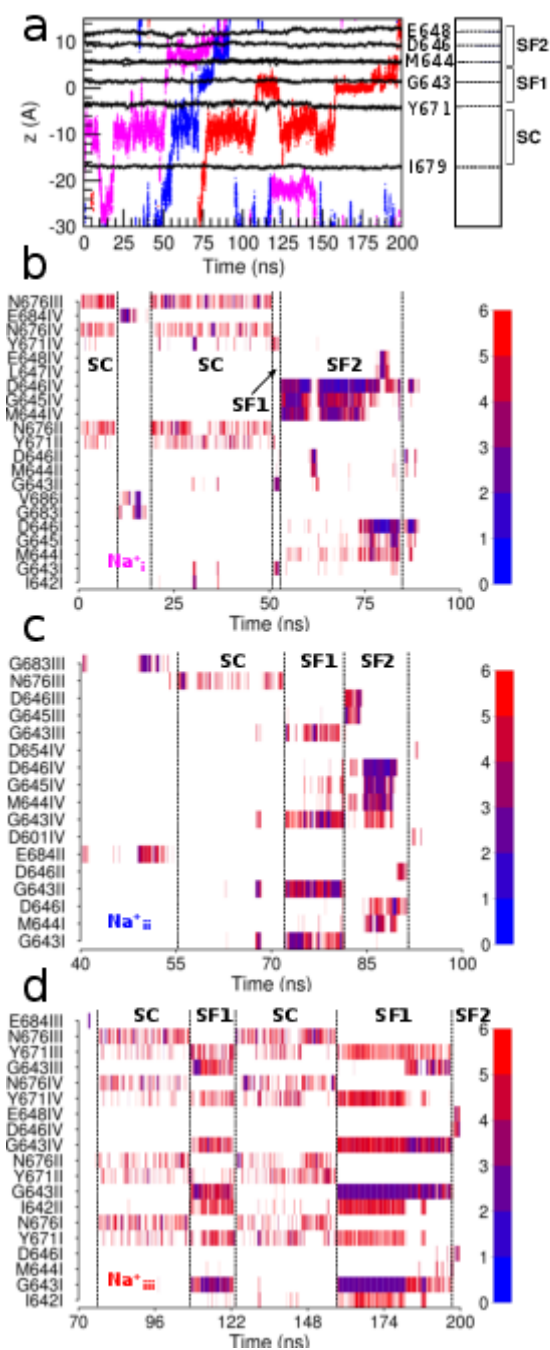 a
z (A)
10
0
-10
-20
-30
0 25 50 75 100 125 150 175 200
Time (ns)
E648
D646
M644
G643
Y671
I679
SF2
SF1
SC
b
N676III
E684IV
N676IV
Y671IV
E648IV
L647IV
D646IV
G645IV
M644IV
N676II
Y671II
D646II
M644II
G643II
V686I
G683I
D646I
G645I
M644I
G643I
I642I
SC
SC
SF1
SF2
Na+i
0 25 50 75 100
Time (ns)
6
5
4
3
2
1
0
c
G683III
N676III
D646III
G645III
G643III
D654IV
D646IV
G645IV
M644IV
G643IV
D601IV
E684II
D646II
G643II
D646I
M644I
G643I
SC
SF1
SF2
Na+ii
40 55 70 85 100
Time (ns)
6
5
4
3
2
1
0
d
E684III
N676III
Y671III
G643III
N676IV
Y671IV
E648IV
D646IV
G643IV
N676II
Y671II
G643II
I642II
N676I
Y671I
D646I
M644I
G643I
I642I
SC
SF1
SC
SF1
SF2
Na+iii
70 96 122 148 174 200
Time (ns)
6
5
4
3
2
1
0